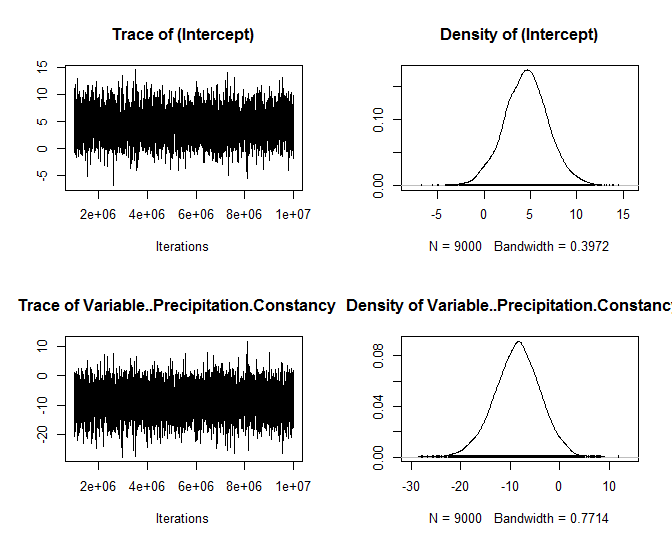 Trace of (Intercept)
15
10
5
0
-5
2e+06 4e+06 6e+06 8e+06 1e+07
Iterations
Density of (Intercept)
0.10
0.00
-5 0 5 10 15
N = 9000 Bandwidth = 0.3972
Trace of Variable..Precipitation.Constancy
10
0
-10
-20
2e+06 4e+06 6e+06 8e+06 1e+07
Iterations
Density of Variable..Precipitation.Constancy
0.08
0.04
0.00
-30 -20 -10 0 10
N = 9000 Bandwidth = 0.7714